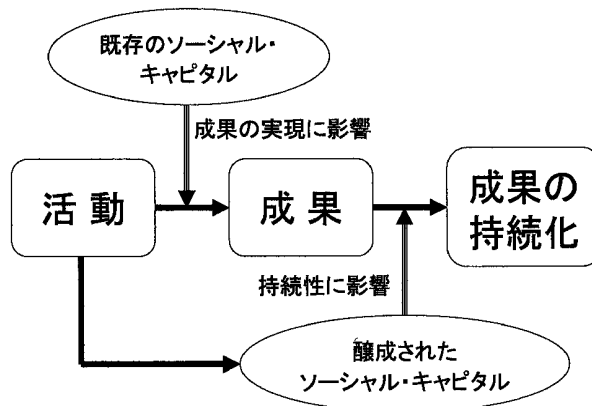 既存のソーシャル・
キャピタル
成果の実現に影響
活 動
成 果
成果の
持続化
持続性に影響
醸成された
ソーシャル・キャピタル